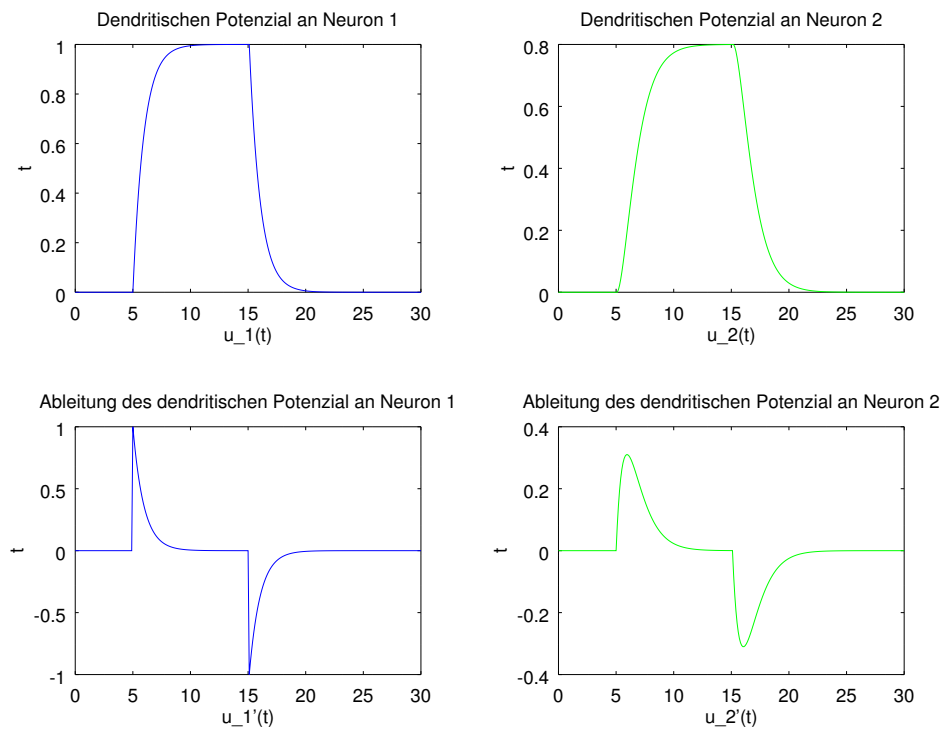 Dendritischen Potenzial an Neuron 1
1
0.8
0.6
0.4
0.2
0
t
0 5 10 15 20 25 30
u_1(t)
Dendritischen Potenzial an Neuron 2
0.8
0.6
0.4
0.2
0
t
0 5 10 15 20 25 30
u_2(t)
Ableitung des dendritischen Potenzial an Neuron 1
1
0.5
0
-0.5
-1
t
0 5 10 15 20 25 30
u_1'(t)
Ableitung des dendritischen Potenzial an Neuron 2
0.4
0.2
0
-0.2
-0.4
t
0 5 10 15 20 25 30
u_2'(t)